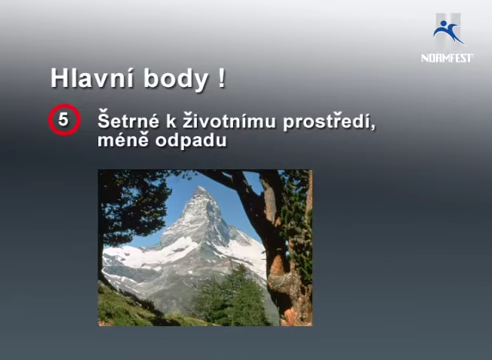 NORMFEST
Hlavní body !
5 Šetrné k životnímu prostředí,
méně odpadu